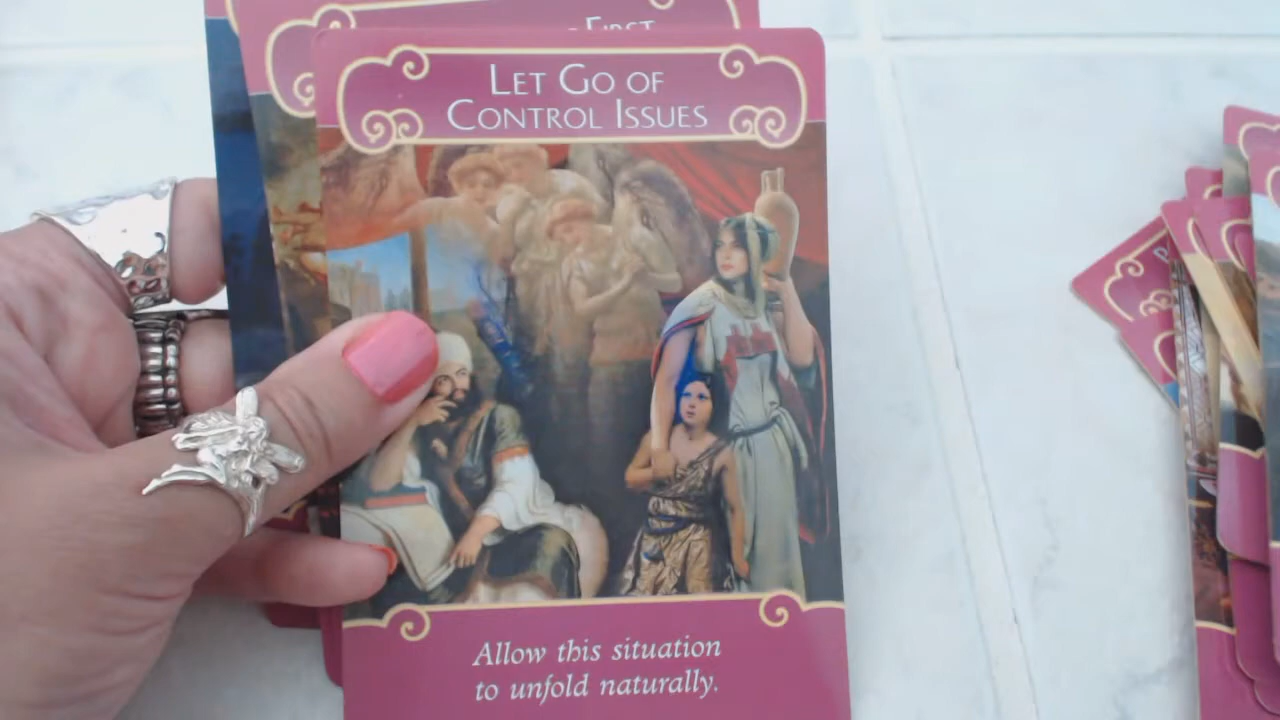 First
Let Go of
Control Issues
Allow this situation
to unfold naturally.